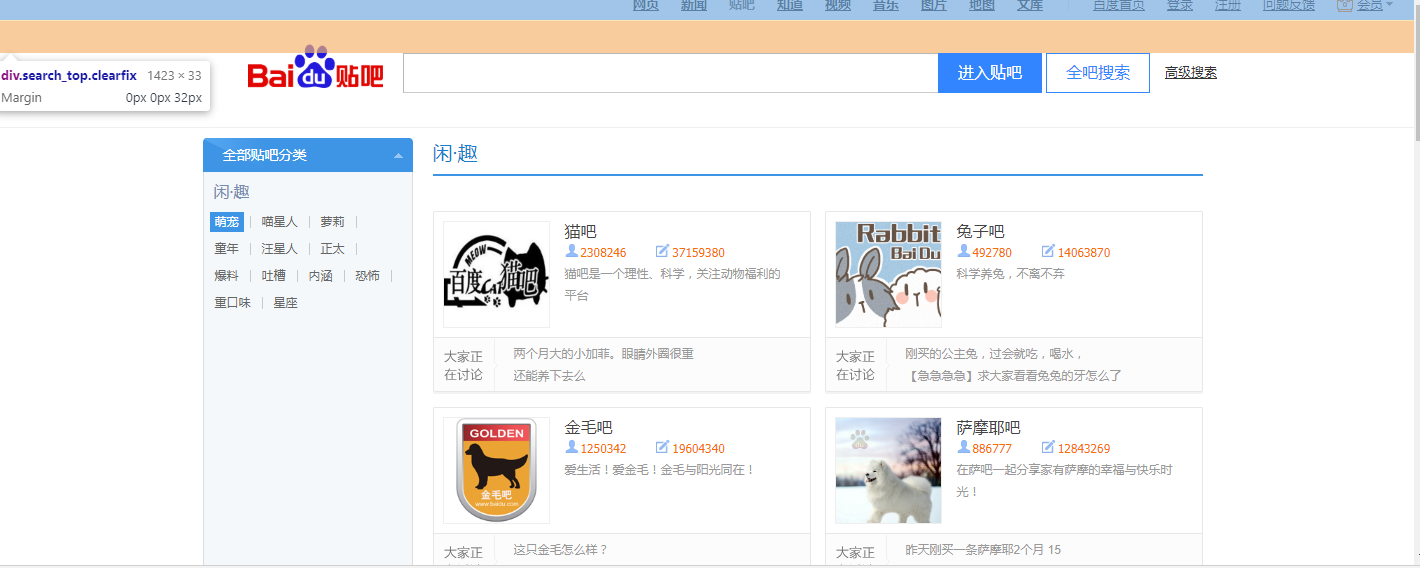 网页 新闻 贴吧 知道 视频 音乐 图片 地图 文库 百度首页 登录 注册 问题反馈 会员
div.search_top.clearfix 1423 × 33
Margin 0px 0px 32px
Bai du 贴吧 进入贴吧 全吧搜索 高级搜索
全部贴吧分类
闲·趣
萌宠 喵星人 萝莉
童年 汪星人 正太
爆料 吐槽 内涵 恐怖
重口味 星座
闲·趣
MEOW
百度Cat猫吧
猫吧
2308246 37159380
猫吧是一个理性、科学，关注动物福利的
平台
大家正
在讨论
两个月大的小加菲。眼睛外圈很重
还能养下去么
Rabbit
Bai Du
兔子吧
492780 14063870
科学养兔，不离不弃
大家正
在讨论
刚买的公主兔，过会就吃，喝水，
【急急急急】求大家看看兔兔的牙怎么了
GOLDEN
金毛吧
www.baidu.com
金毛吧
1250342 19604340
爱生活！爱金毛！金毛与阳光同在！
大家正
这只金毛怎么样？
萨摩耶吧
886777 12843269
在萨吧一起分享家有萨摩的幸福与快乐时
光！
大家正
昨天刚买一条萨摩耶2个月 15